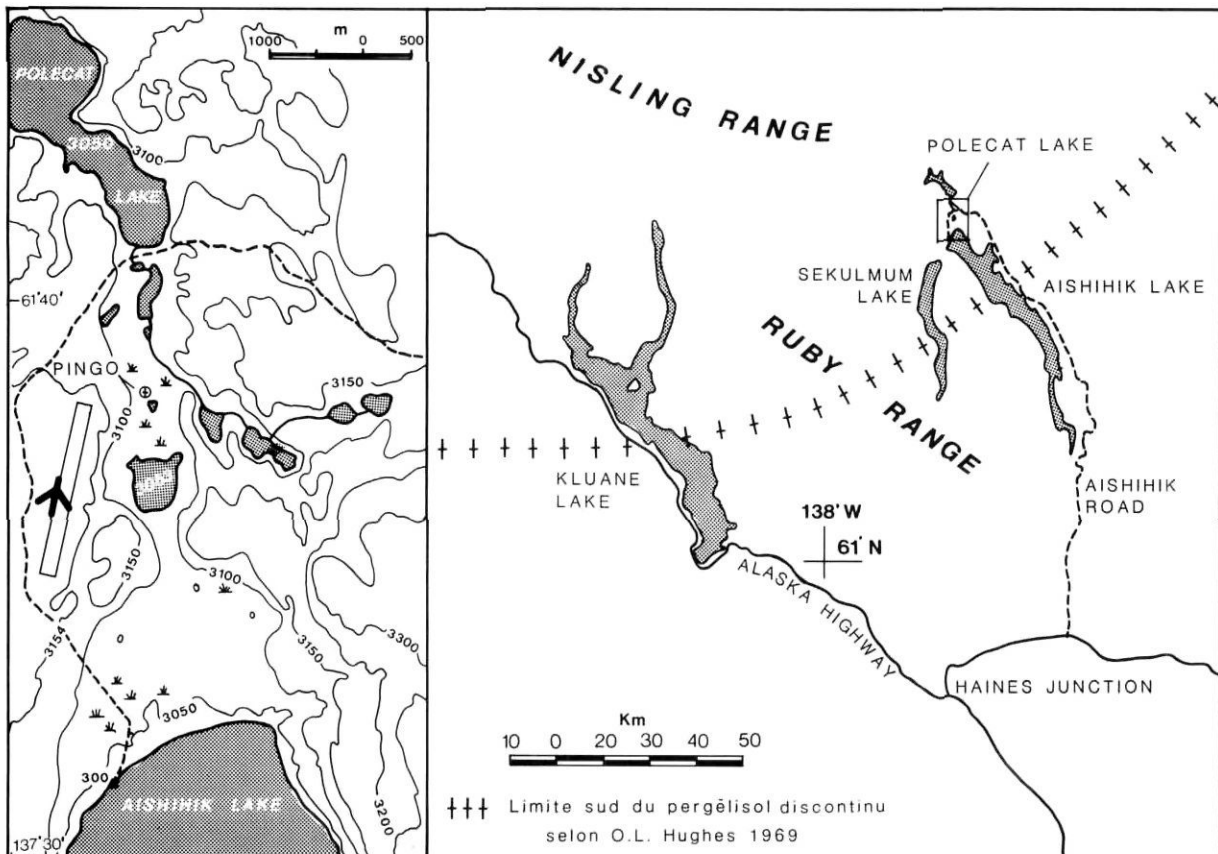 m
1000 0 500
POLECAT
3050
LAKE
3100
61°40'
PINGO
3100
3150
3150
3100
3154
3150
3300
3050
300
AISHIHIK LAKE
3200
137°30'
NISLING RANGE
POLECAT LAKE
SEKULMUM
LAKE
AISHIHIK LAKE
RUBY
RANGE
KLUANE
LAKE
138° W
61° N
AISHIHIK
ROAD
ALASKA HIGHWAY
HAINES JUNCTION
Km
10 0 20 30 40 50
Limite sud du pergēlisol discontinu
selon O.L. Hughes 1969